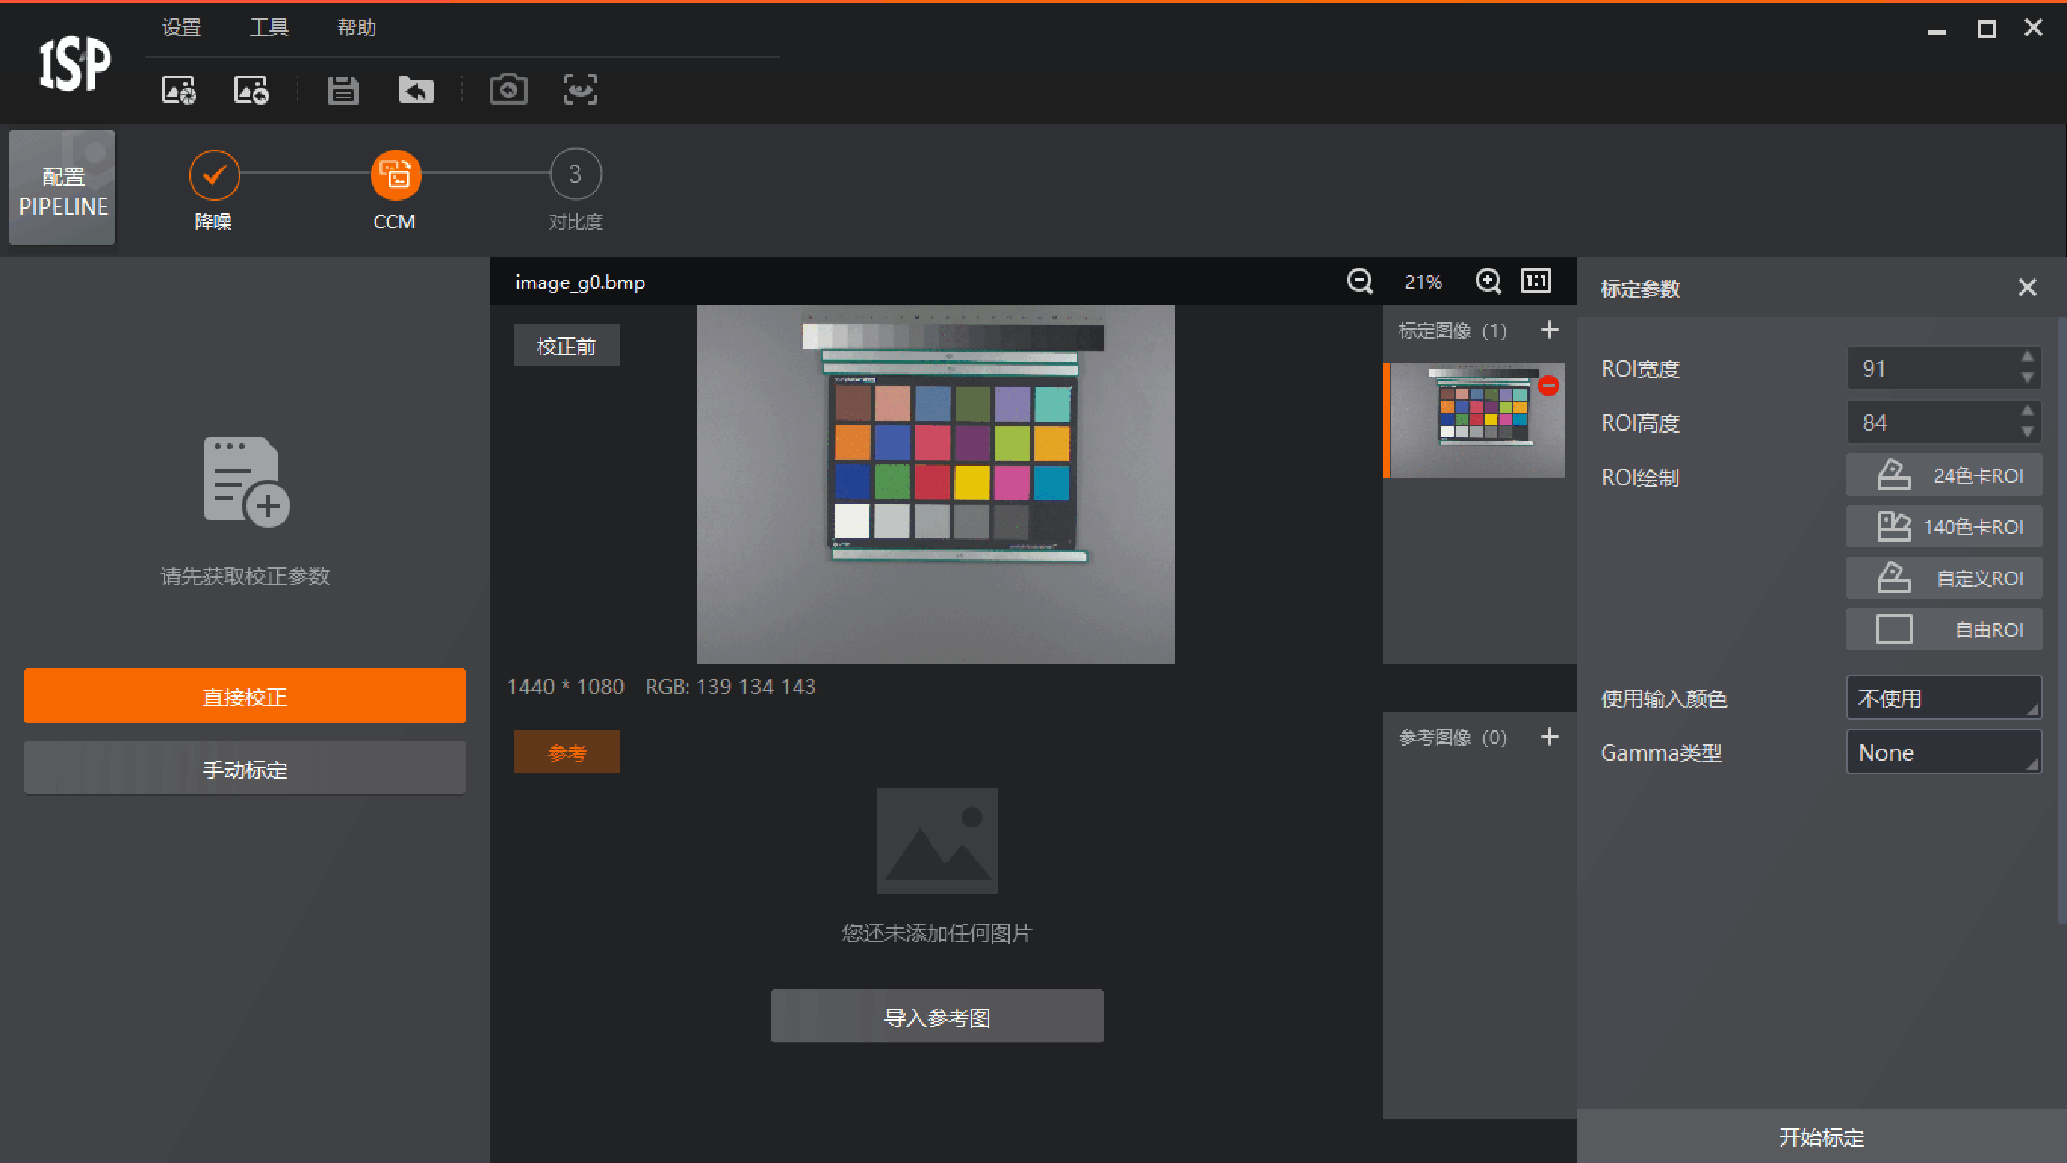 设置 工具 帮助
ISP
配置
PIPELINE
降噪
CCM
3
对比度
image_g0.bmp
21%
1:1
标定参数
校正前
标定图像 (1)
ROI宽度 91
ROI高度 84
ROI绘制
24色卡ROI
140色卡ROI
自定义ROI
自由ROI
请先获取校正参数
直接校正
手动标定
1440 * 1080 RGB: 139 134 143
使用输入颜色 不使用
Gamma类型 None
参考
参考图像 (0)
您还未添加任何图片
导入参考图
开始标定